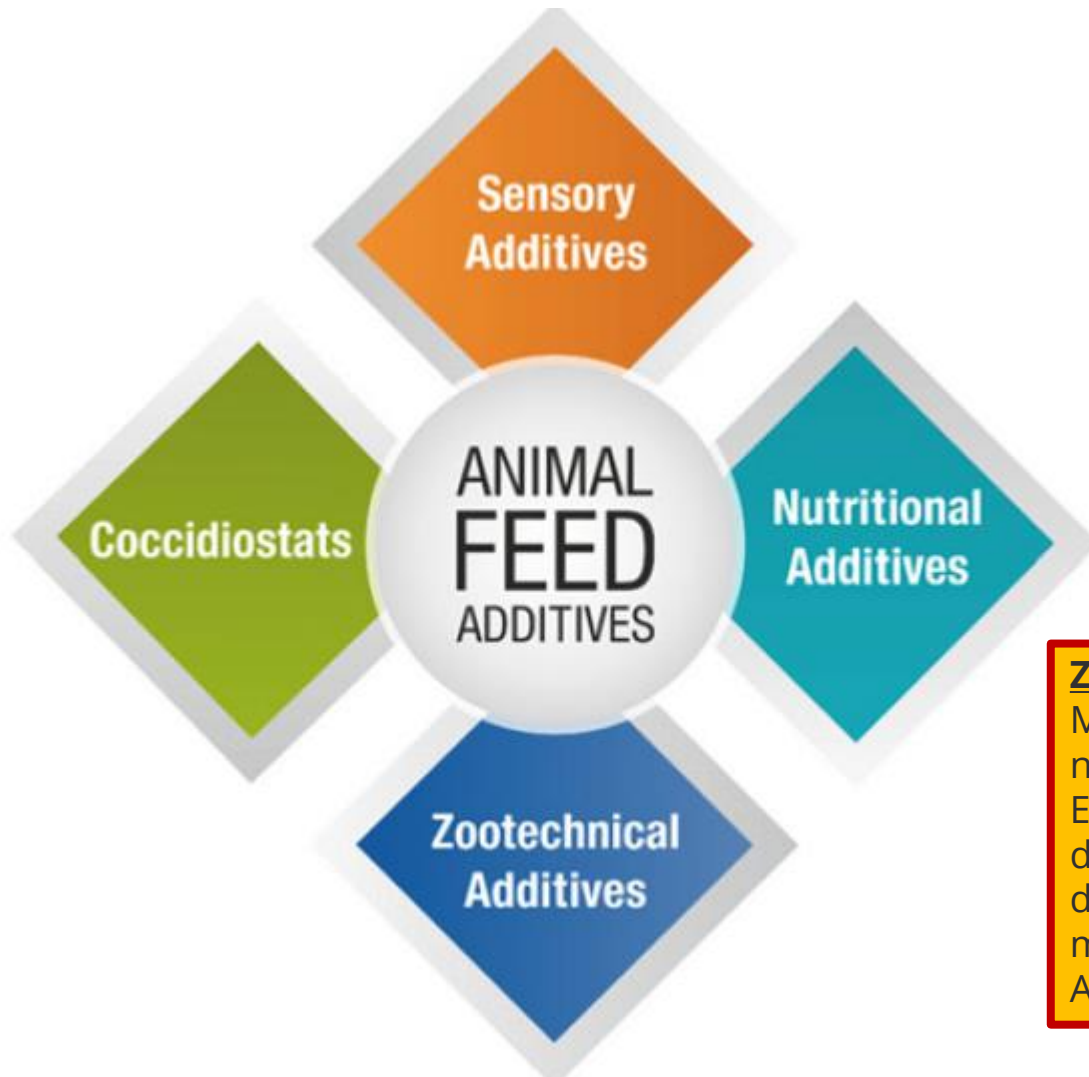 Sensory
Additives
Coccidiostats
ANIMAL
FEED
ADDITIVES
Nutritional
Additives
Zootechnical
Additives